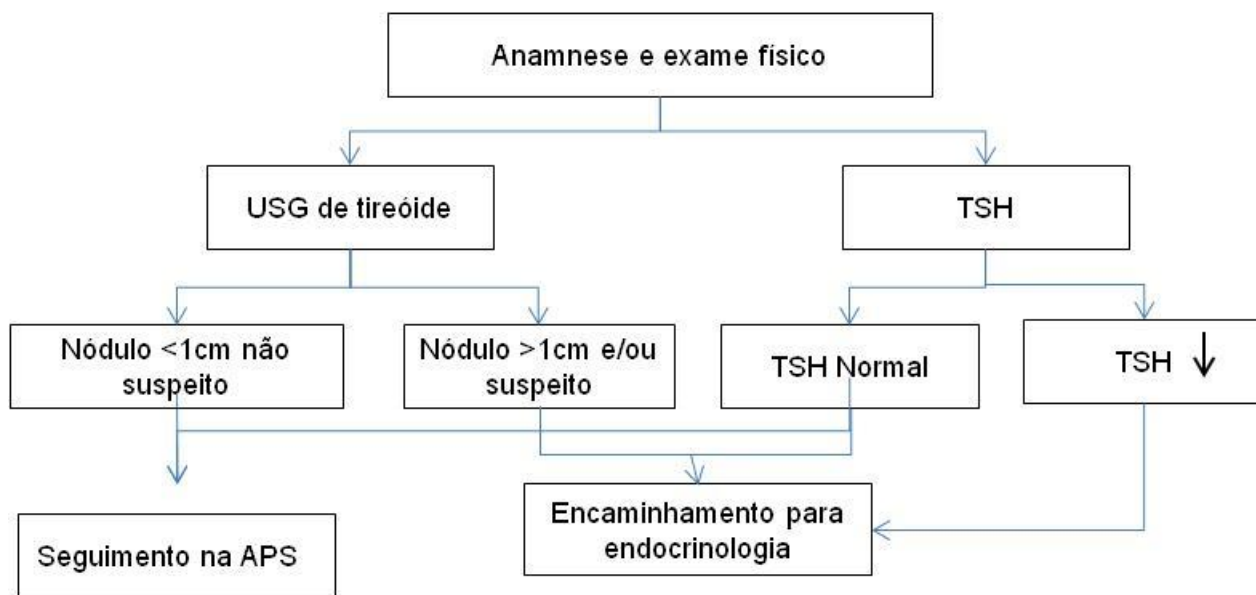 Anamnese e exame físico
USG de tireóide
TSH
Nódulo <1cm não
suspeito
Nódulo >1cm e/ou
suspeito
TSH Normal
TSH ↓
Seguimento na APS
Encaminhamento para
endocrinologia